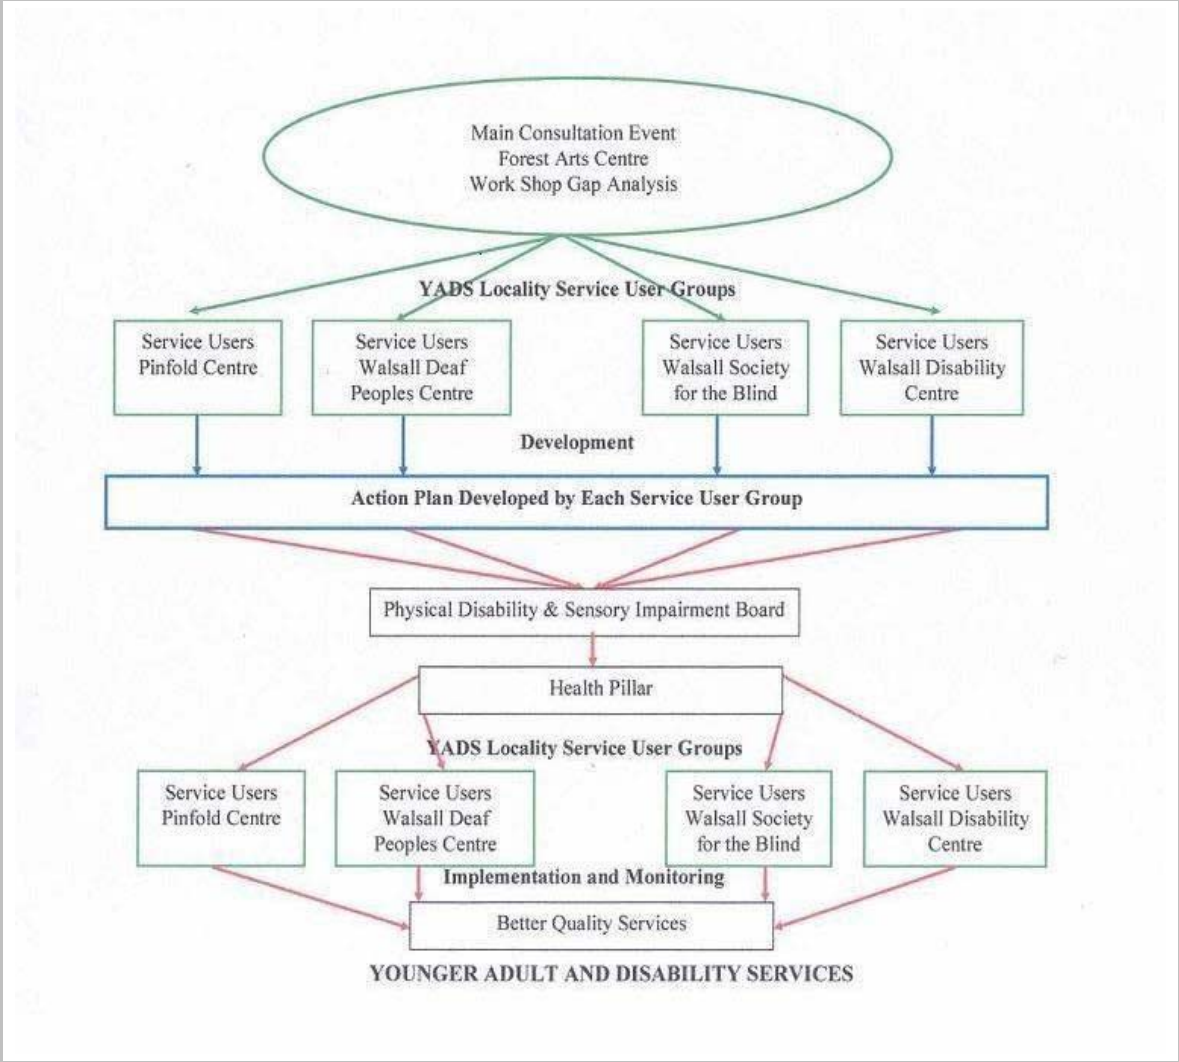 Main Consultation Event
Forest Arts Centre
Work Shop Gap Analysis
YADS Locality Service User Groups
Service Users
Pinfold Centre
Service Users
Walsall Deaf
Peoples Centre
Service Users
Walsall Society
for the Blind
Service Users
Walsall Disability
Centre
Development
Action Plan Developed by Each Service User Group
Physical Disability & Sensory Impairment Board
Health Pillar
YADS Locality Service User Groups
Service Users
Pinfold Centre
Service Users
Walsall Deaf
Peoples Centre
Service Users
Walsall Society
for the Blind
Service Users
Walsall Disability
Centre
Implementation and Monitoring
Better Quality Services
YOUNGER ADULT AND DISABILITY SERVICES